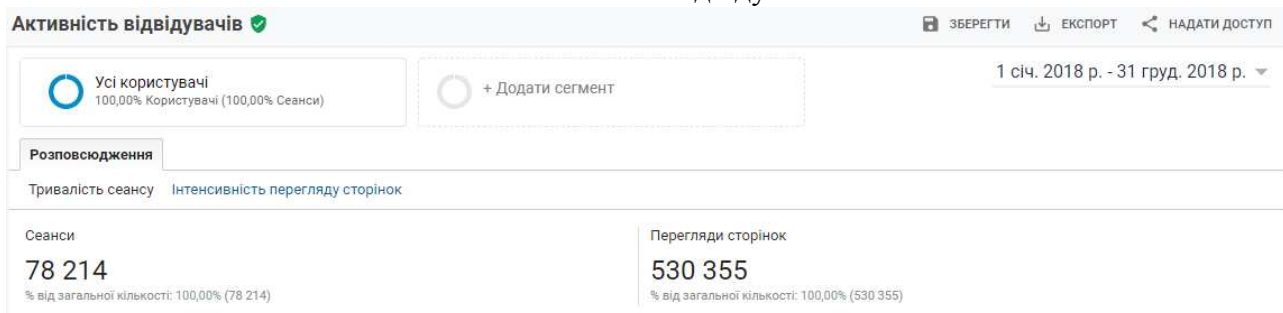 Активність відвідувачів
ЗБЕРЕГТИ ЕКСПОРТ НАДАТИ ДОСТУП
Усі користувачі
100,00% Користувачі (100,00% Сеанси)
+ Додати сегмент
1 січ. 2018 р. - 31 груд. 2018 р.
Розповсюдження
Тривалість сеансу Інтенсивність перегляду сторінок
Сеанси
78 214
% від загальної кількості: 100,00% (78 214)
Перегляди сторінок
530 355
% від загальної кількості: 100,00% (530 355)